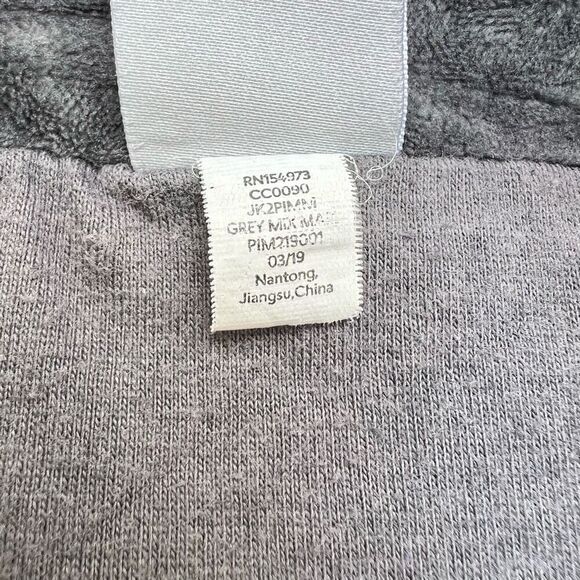 RN154973
CC0090
JK2PIMM
GREY MIX
PIM219001
03/19
Nantong,
Jiangsu,China